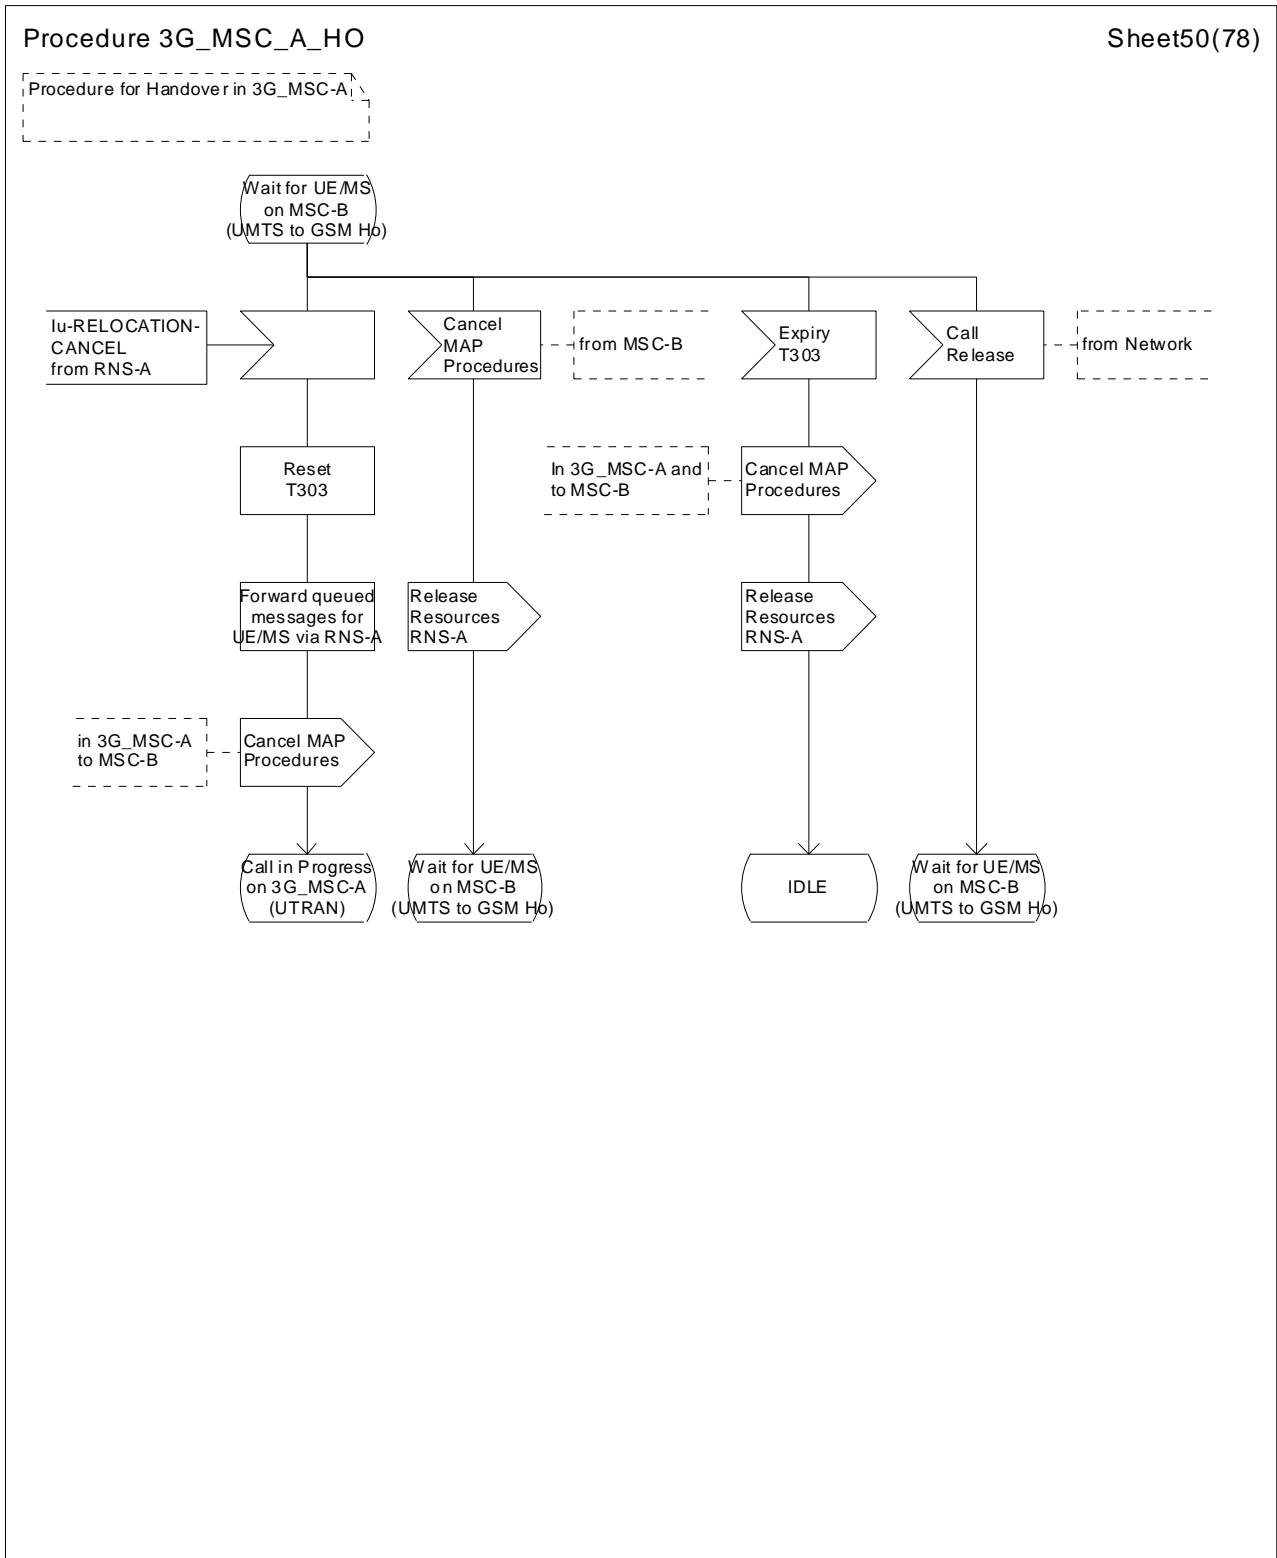 Procedure 3G_MSC_A_HO
Sheet50(78)
Procedure for Handover in 3G_MSC-A
Wait for UE/MS
on MSC-B
(UMTS to GSM Ho)
Iu-RELOCATION-
CANCEL
from RNS-A
Cancel
MAP
Procedures
from MSC-B
Expiry
T303
Call
Release
from Network
Reset
T303
In 3G_MSC-A and
to MSC-B
Cancel MAP
Procedures
Forward queued
messages for
UE/MS via RNS-A
Release
Resources
RNS-A
Release
Resources
RNS-A
in 3G_MSC-A
to MSC-B
Cancel MAP
Procedures
Call in Progress
on 3G_MSC-A
(UTRAN)
Wait for UE/MS
on MSC-B
(UMTS to GSM Ho)
IDLE
Wait for UE/MS
on MSC-B
(UMTS to GSM Ho)